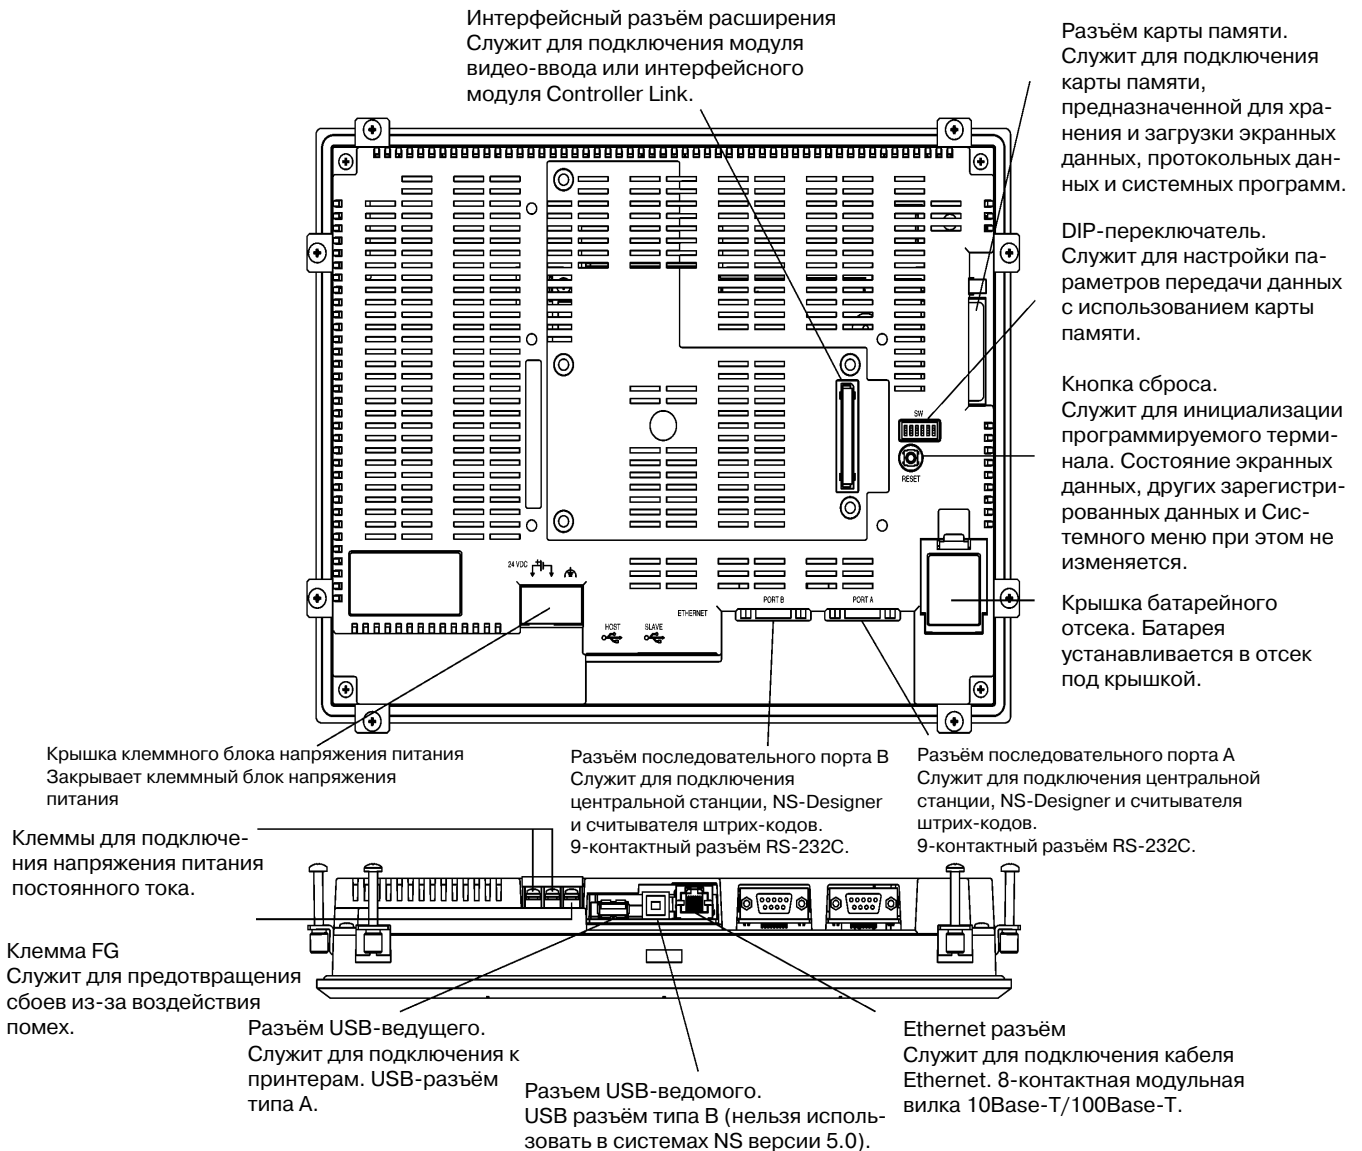 Интерфейсный разъём расширения
Служит для подключения модуля
видео-ввода или интерфейсного
модуля Controller Link.
Разъём карты памяти.
Служит для подключения
карты памяти,
предназначенной для хра-
нения и загрузки экранных
данных, протокольных дан-
ных и системных программ.
DIP-переключатель.
Служит для настройки па-
раметров передачи данных
с использованием карты
памяти.
Кнопка сброса.
Служит для инициализации
программируемого терми-
нала. Состояние экранных
данных, других зарегистри-
рованных данных и Сис-
темного меню при этом не
изменяется.
Крышка батарейного
отсека. Батарея
устанавливается в отсек
под крышкой.
SW
RESET
24 VDC
HOST
SLAVE
ETHERNET
PORT B
PORT A
Крышка клеммного блока напряжения питания
Закрывает клеммный блок напряжения
питания
Разъём последовательного порта B
Служит для подключения
центральной станции, NS-Designer
и считывателя штрих-кодов.
9-контактный разъём RS-232C.
Разъём последовательного порта A
Служит для подключения центральной
станции, NS-Designer и считывателя
штрих-кодов.
9-контактный разъём RS-232C.
Клеммы для подключе-
ния напряжения питания
постоянного тока.
Клемма FG
Служит для предотвращения
сбоев из-за воздействия
помех.
Разъём USB-ведущего.
Служит для подключения к
принтерам. USB-разъём
типа A.
Разъем USB-ведомого.
USB разъём типа B (нельзя исполь-
зовать в системах NS версии 5.0).
Ethernet разъём
Служит для подключения кабеля
Ethernet. 8-контактная модульная
вилка 10Base-T/100Base-T.